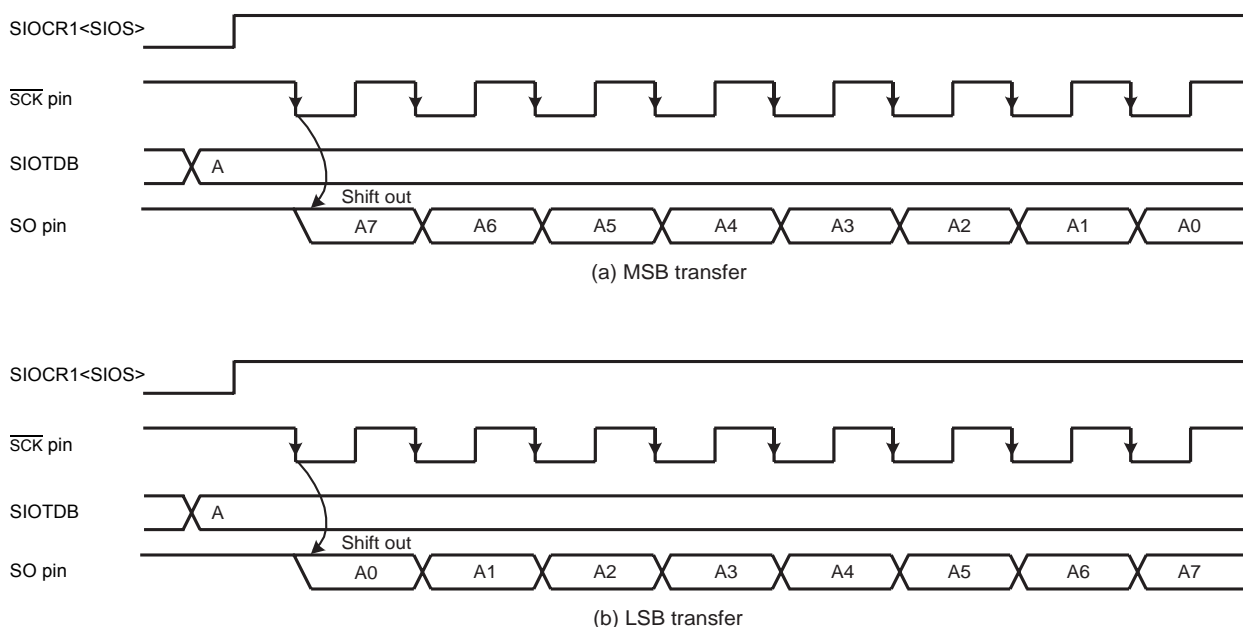 SIOCR1<SIOS>
SCK pin
SIOTDB A
Shift out
SO pin A7 A6 A5 A4 A3 A2 A1 A0
(a) MSB transfer
SIOCR1<SIOS>
SCK pin
SIOTDB A
Shift out
SO pin A0 A1 A2 A3 A4 A5 A6 A7
(b) LSB transfer